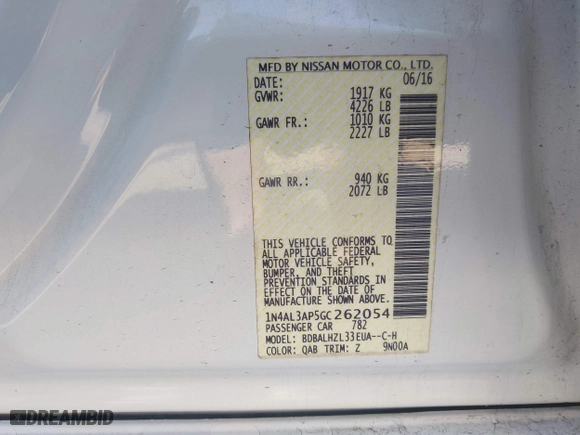 MFD BY NISSAN MOTOR CO., LTD.
DATE: 06/16
GVWR: 1917 KG
4226 LB
GAWR FR.: 1010 KG
2227 LB
GAWR RR.: 940 KG
2072 LB
THIS VEHICLE CONFORMS TO
ALL APPLICABLE FEDERAL
MOTOR VEHICLE SAFETY,
BUMPER, AND THEFT
PREVENTION STANDARDS IN
EFFECT ON THE DATE OF
MANUFACTURE SHOWN ABOVE.
1N4AL3AP5GC262054
PASSENGER CAR 782
MODEL: BDBALHZL33EUA--C-H
COLOR: QAB TRIM: Z 9N00A
DREAMBID